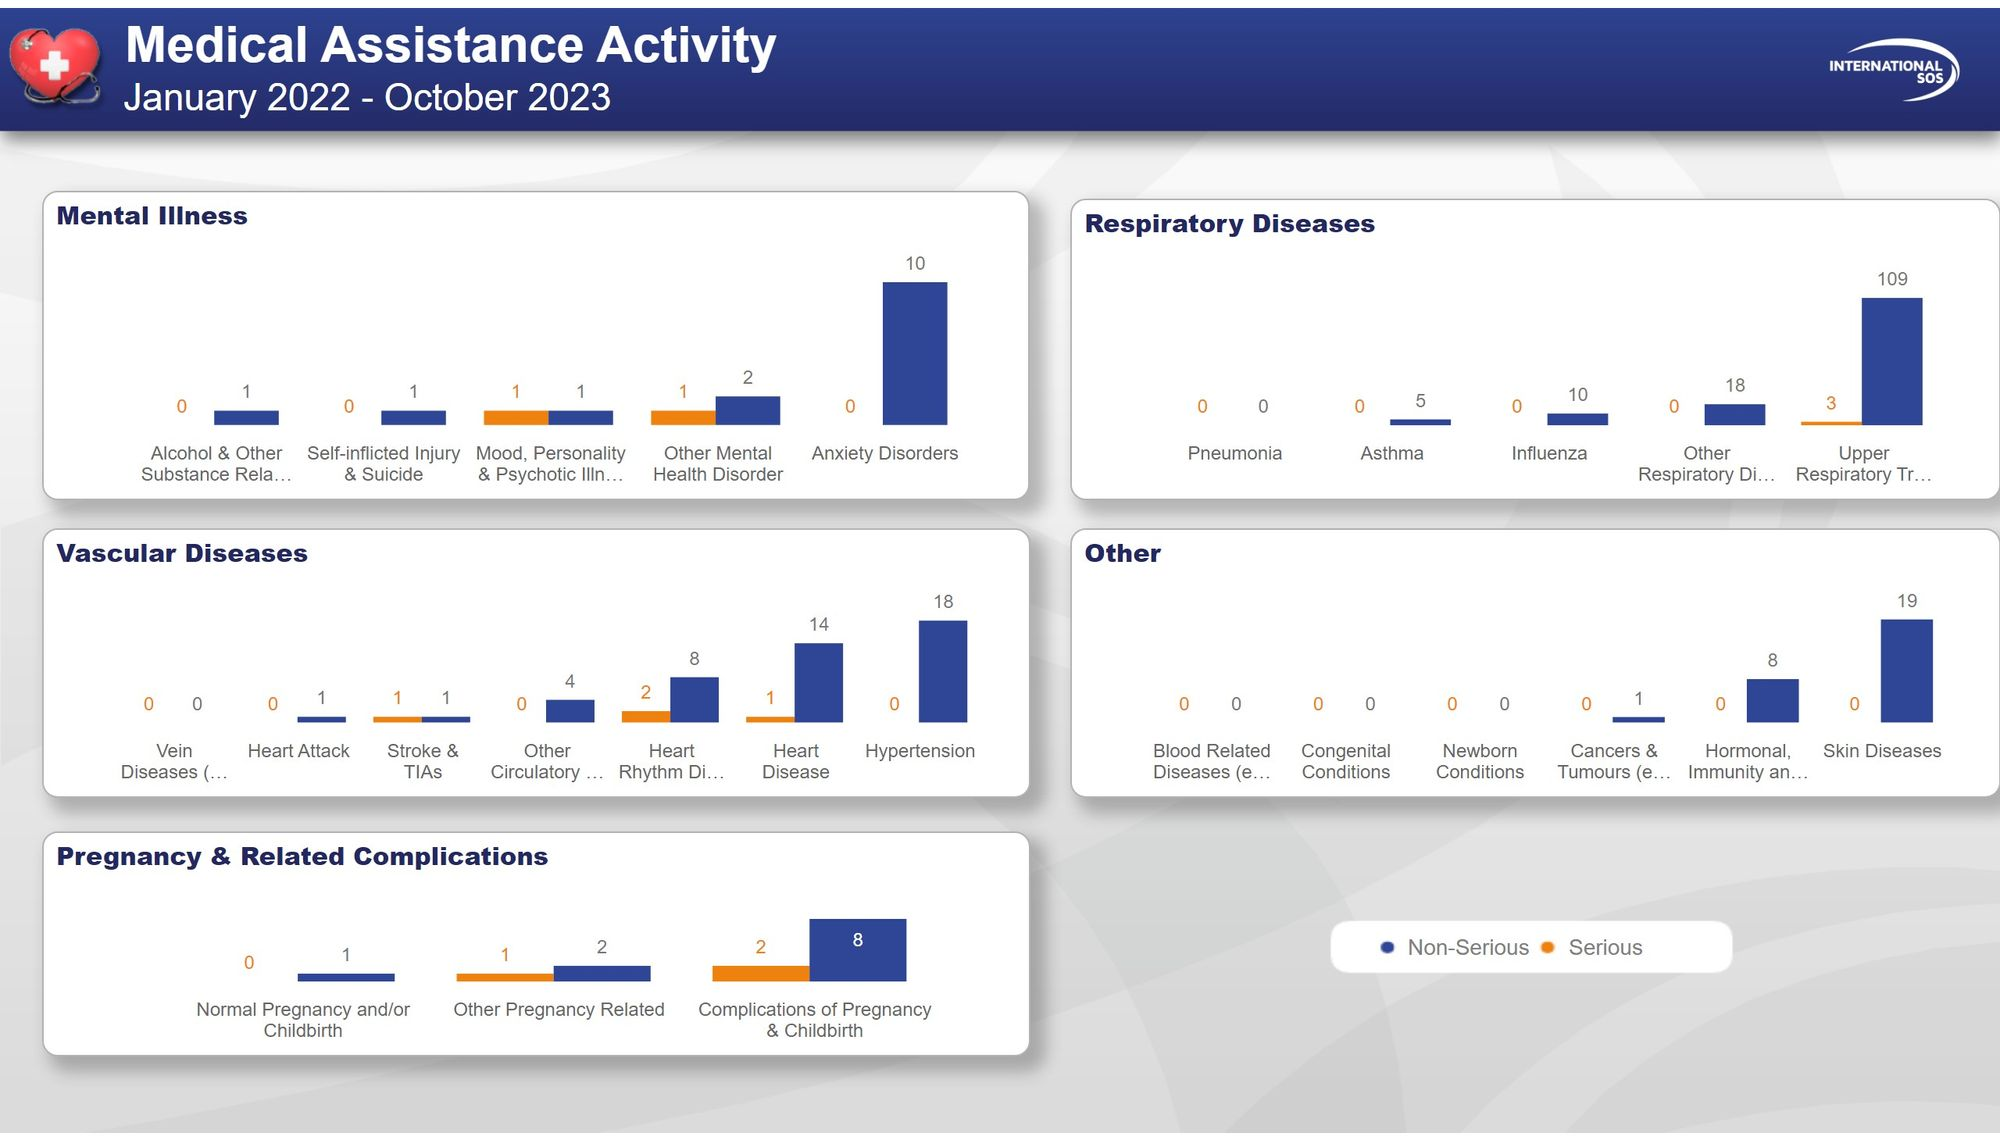 Medical Assistance Activity
January 2022 - October 2023
INTERNATIONAL
SOS
Mental Illness
10
0 1 0 1 1 1 1 2 0
Alcohol & Other Self-inflicted Injury Mood, Personality Other Mental Anxiety Disorders
Substance Rela… & Suicide & Psychotic Illn… Health Disorder
Respiratory Diseases
109
0 0 0 5 0 10 0 18 3
Pneumonia Asthma Influenza Other Upper
Respiratory Di… Respiratory Tr…
Vascular Diseases
0 0 0 1 1 1 0 4 2 8 1 14 0 18
Vein Heart Attack Stroke & Other Heart Heart Hypertension
Diseases (… TIAs Circulatory … Rhythm Di… Disease
Other
0 0 0 0 0 0 0 1 0 8 0 19
Blood Related Congenital Newborn Cancers & Hormonal, Skin Diseases
Diseases (e… Conditions Conditions Tumours (e… Immunity an…
Pregnancy & Related Complications
0 1 1 2 2 8
Normal Pregnancy and/or Other Pregnancy Related Complications of Pregnancy
Childbirth & Childbirth
Non-Serious Serious